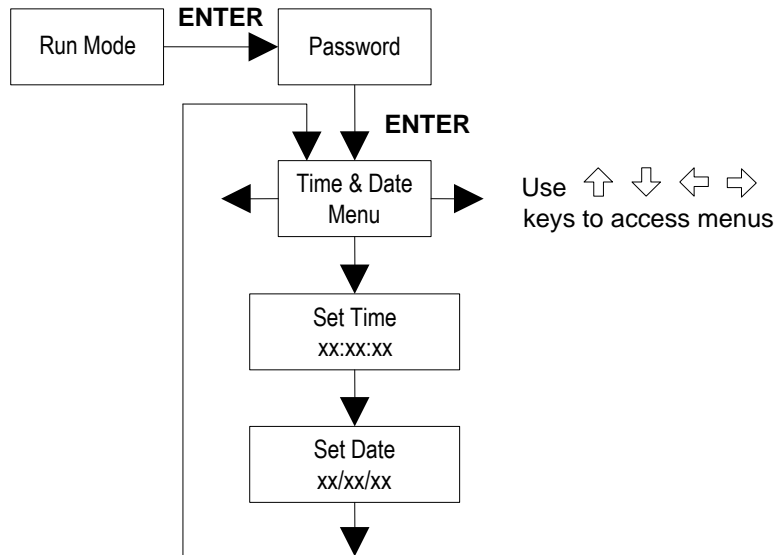 ENTER
Run Mode
Password
ENTER
Time & Date
Menu
Use
keys to access menus
Set Time
xx:xx:xx
Set Date
xx/xx/xx